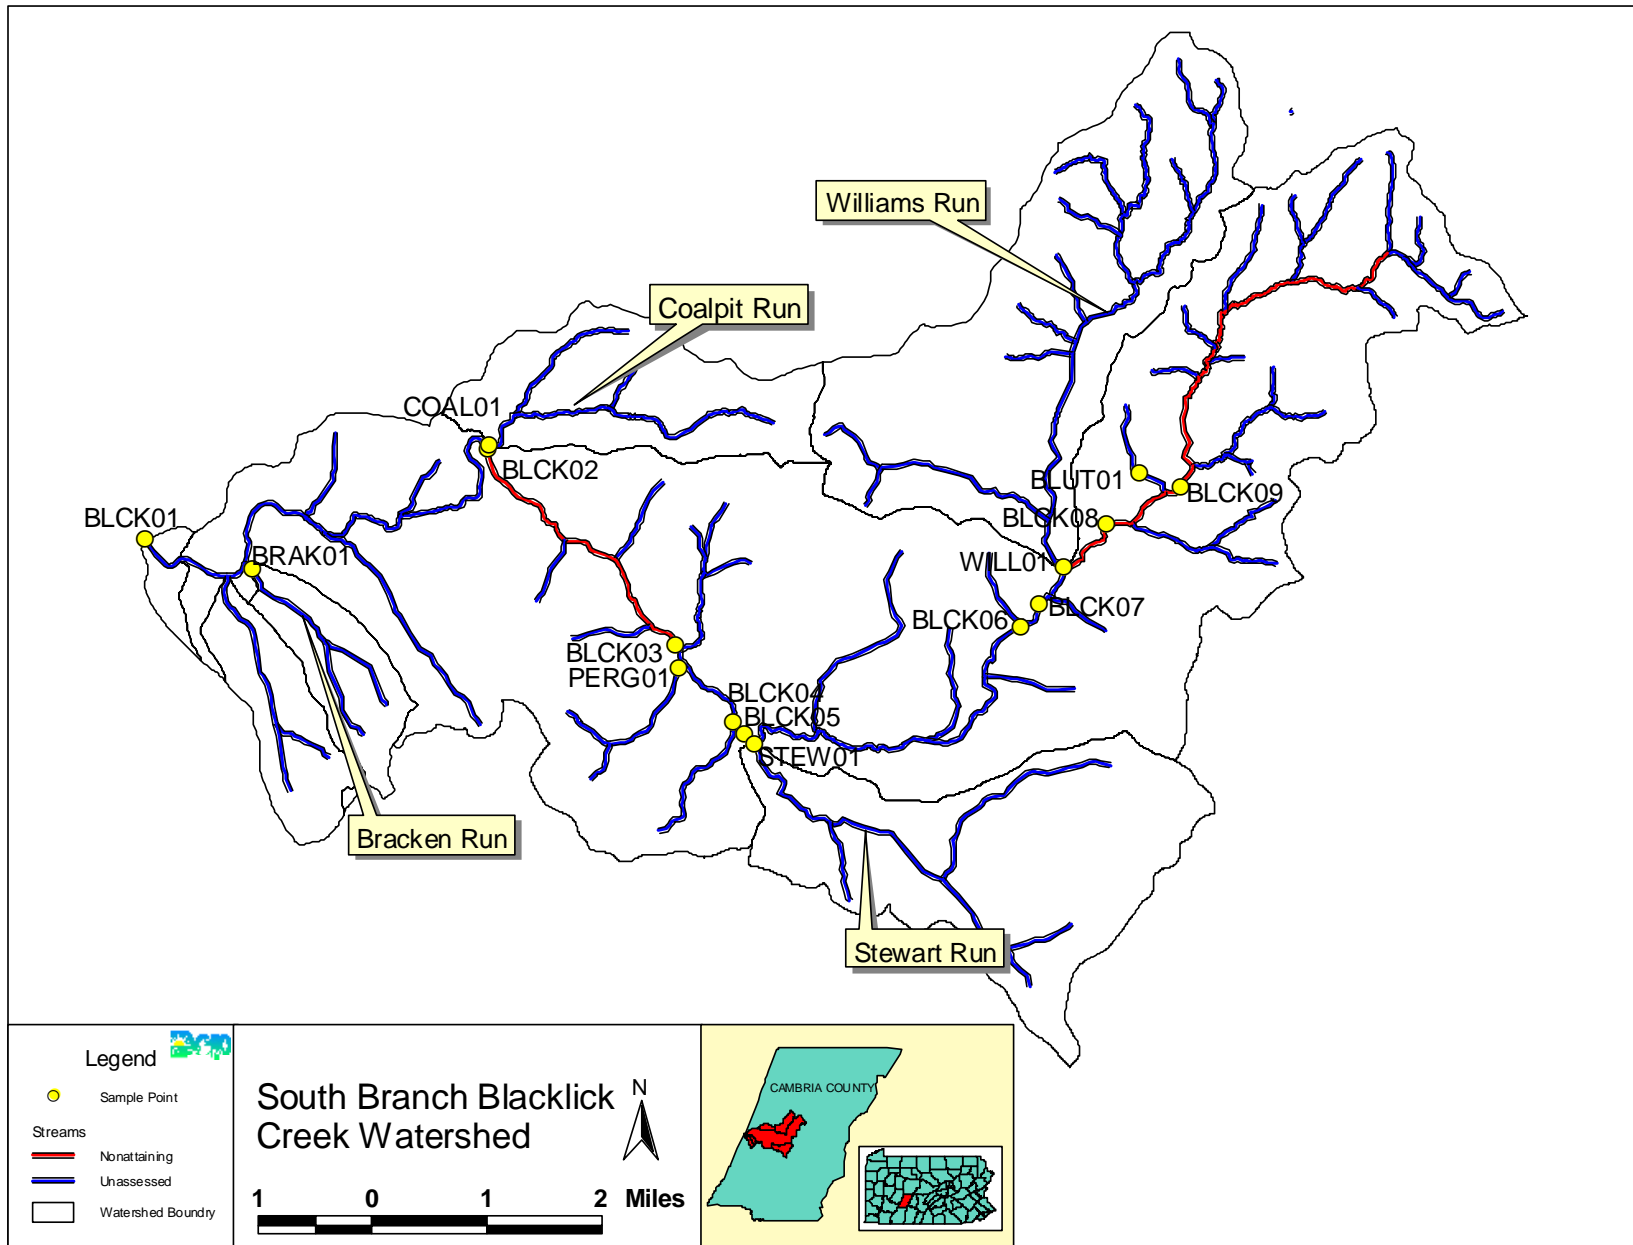 Williams Run
Coalpit Run
COAL01
BLCK02
BLUT01
BLCK09
BLCK08
BLCK01
BRAK01
WILL01
BLCK07
BLCK06
BLCK03
PERG01
BLCK04
BLCK05
STEW01
Bracken Run
Stewart Run
Legend
Sample Point
Streams
Nonattaining
Unassessed
Watershed Boundry
South Branch Blacklick
Creek Watershed
N
1 0 1 2 Miles
CAMBRIA COUNTY